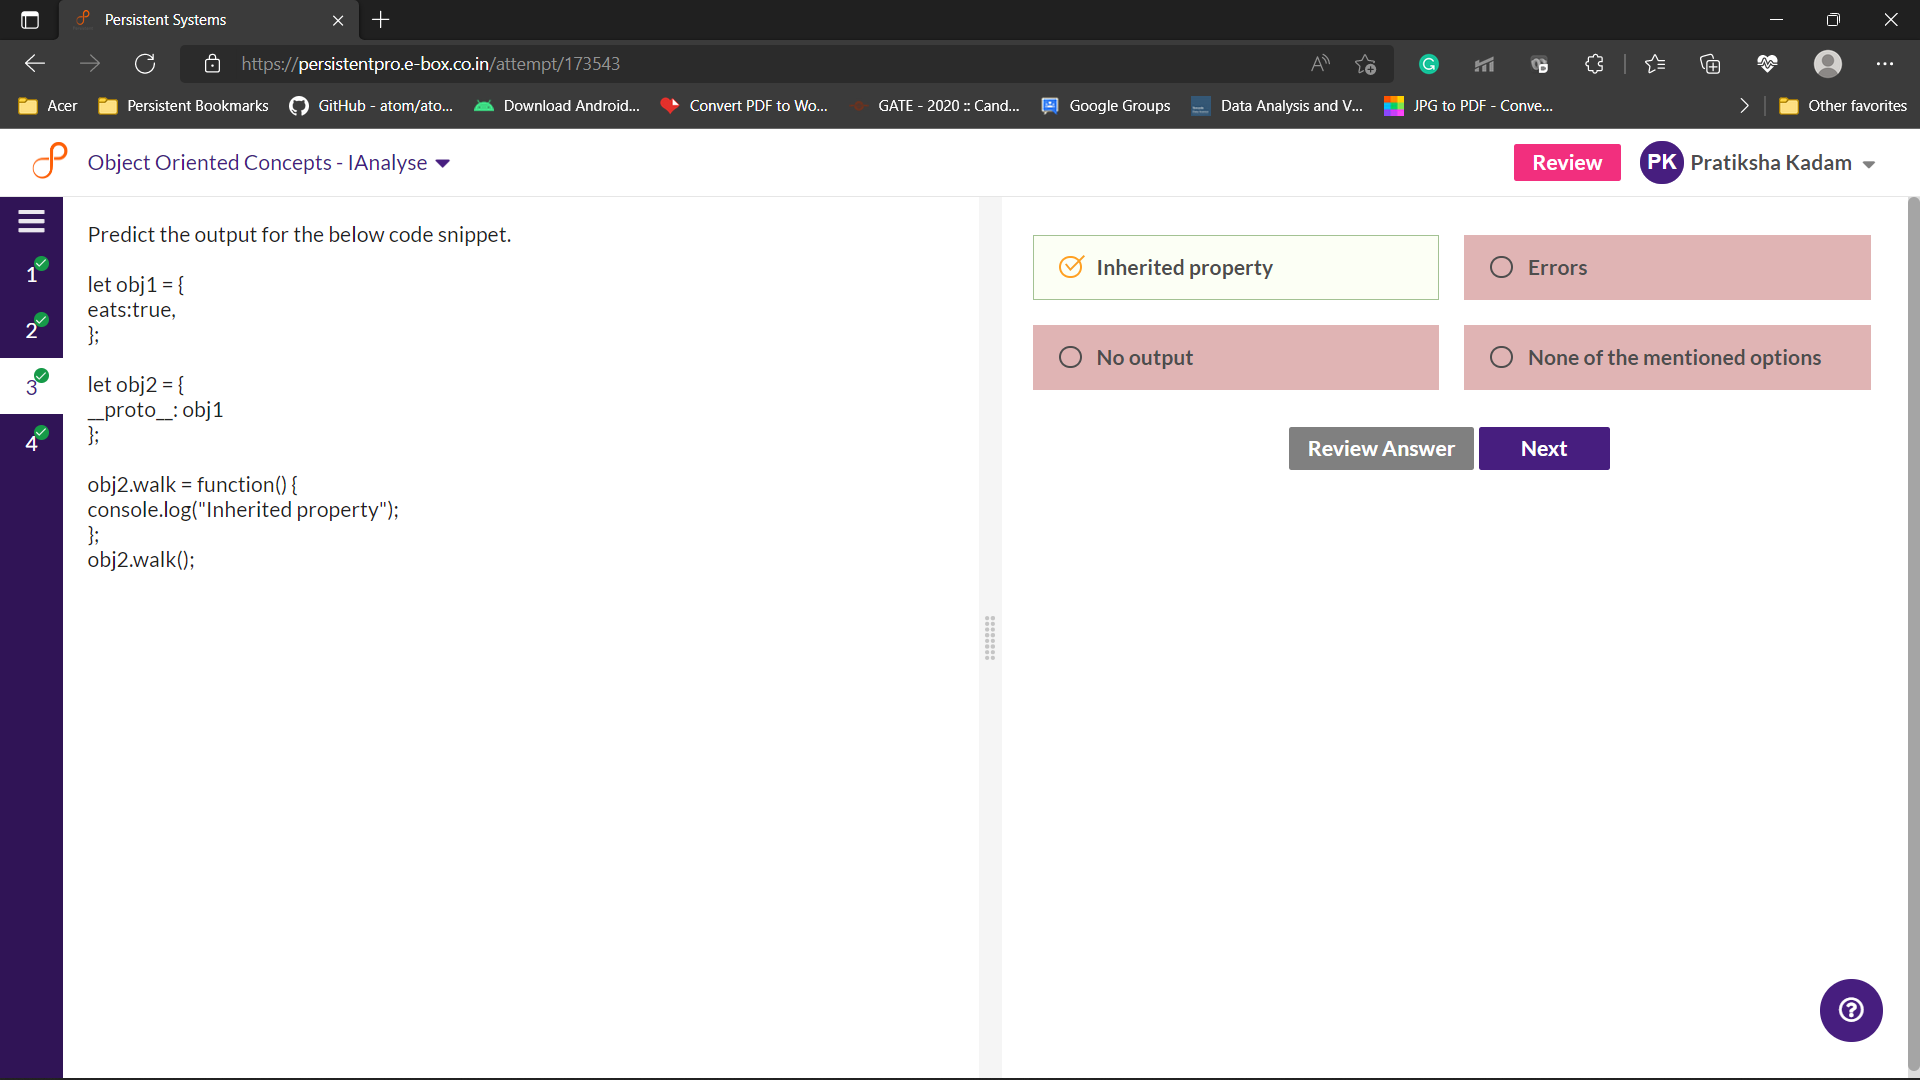 Persistent Systems
https://persistentpro.e-box.co.in/attempt/173543
Acer
Persistent Bookmarks
GitHub - atom/ato...
Download Android...
Convert PDF to Wo...
GATE - 2020 :: Cand...
Google Groups
Data Analysis and V...
JPG to PDF - Conve...
Other favorites
Object Oriented Concepts - IAnalyse
Review
PK
Pratiksha Kadam
1
2
3
4
Predict the output for the below code snippet.
let obj1 = {
eats:true,
};
let obj2 = {
__proto__: obj1
};
obj2.walk = function() {
console.log("Inherited property");
};
obj2.walk();
Inherited property
Errors
No output
None of the mentioned options
Review Answer
Next